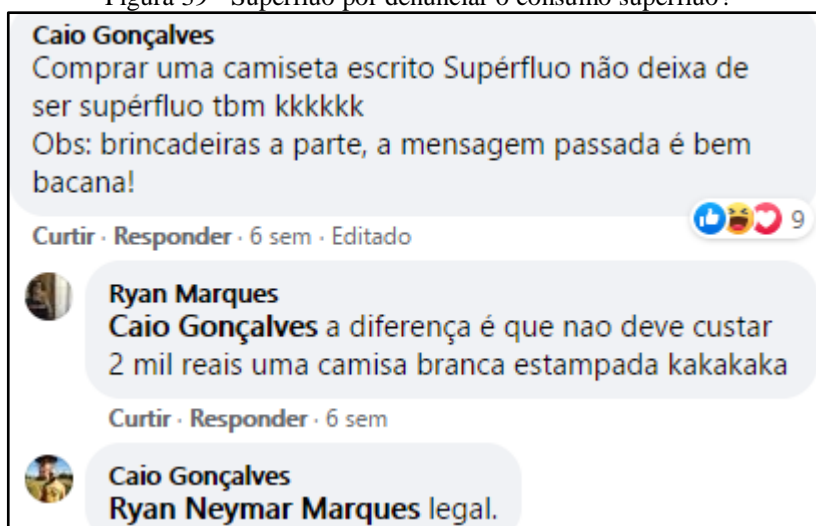 Figura 39 - Supérfluo por denunciar o consumo supérfluo?
Caio Gonçalves
Comprar uma camiseta escrito Supérfluo não deixa de
ser supérfluo tbm kkkkkk
Obs: brincadeiras a parte, a mensagem passada é bem
bacana!
Curtir · Responder · 6 sem · Editado
9
Ryan Marques
Caio Gonçalves a diferença é que nao deve custar
2 mil reais uma camisa branca estampada kakakaka
Curtir · Responder · 6 sem
Caio Gonçalves
Ryan Neymar Marques legal.